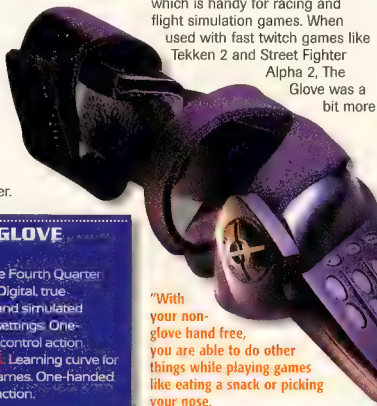 which is handy for racing and
flight simulation games. When
used with fast twitch games like
Tekken 2 and Street Fighter
Alpha 2, The
Glove was a
bit more
er.
GLOVE
e Fourth Quarter
Digital, true
and simulated
settings. One-
control action
Learning curve for
ames. One-handed
action.
"With
your non-
glove hand free,
you are able to do other
things while playing games
like eating a snack or picking
your nose.